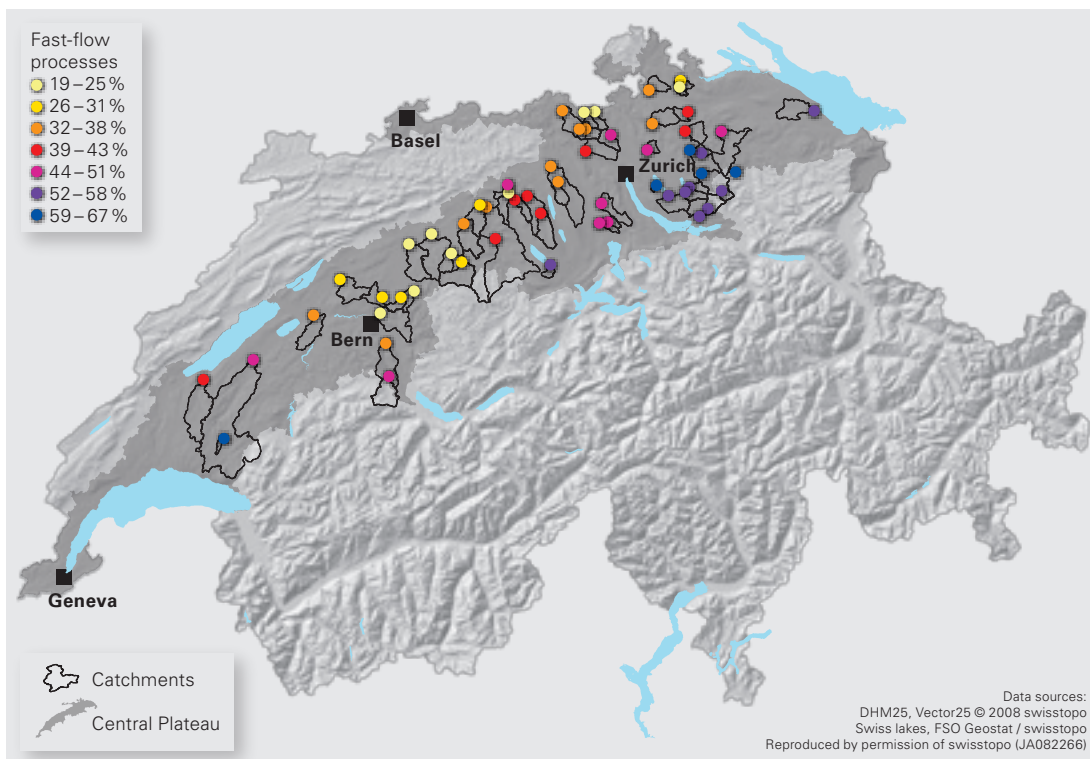 Fast-flow
processes
19–25 %
26–31 %
32–38 %
39–43 %
44–51 %
52–58 %
59–67 %
Basel
Zurich
Bern
Geneva
Catchments
Central Plateau
Data sources:
DHM25, Vector25 © 2008 swisstopo
Swiss lakes, FSO Geostat / swisstopo
Reproduced by permission of swisstopo (JA082266)